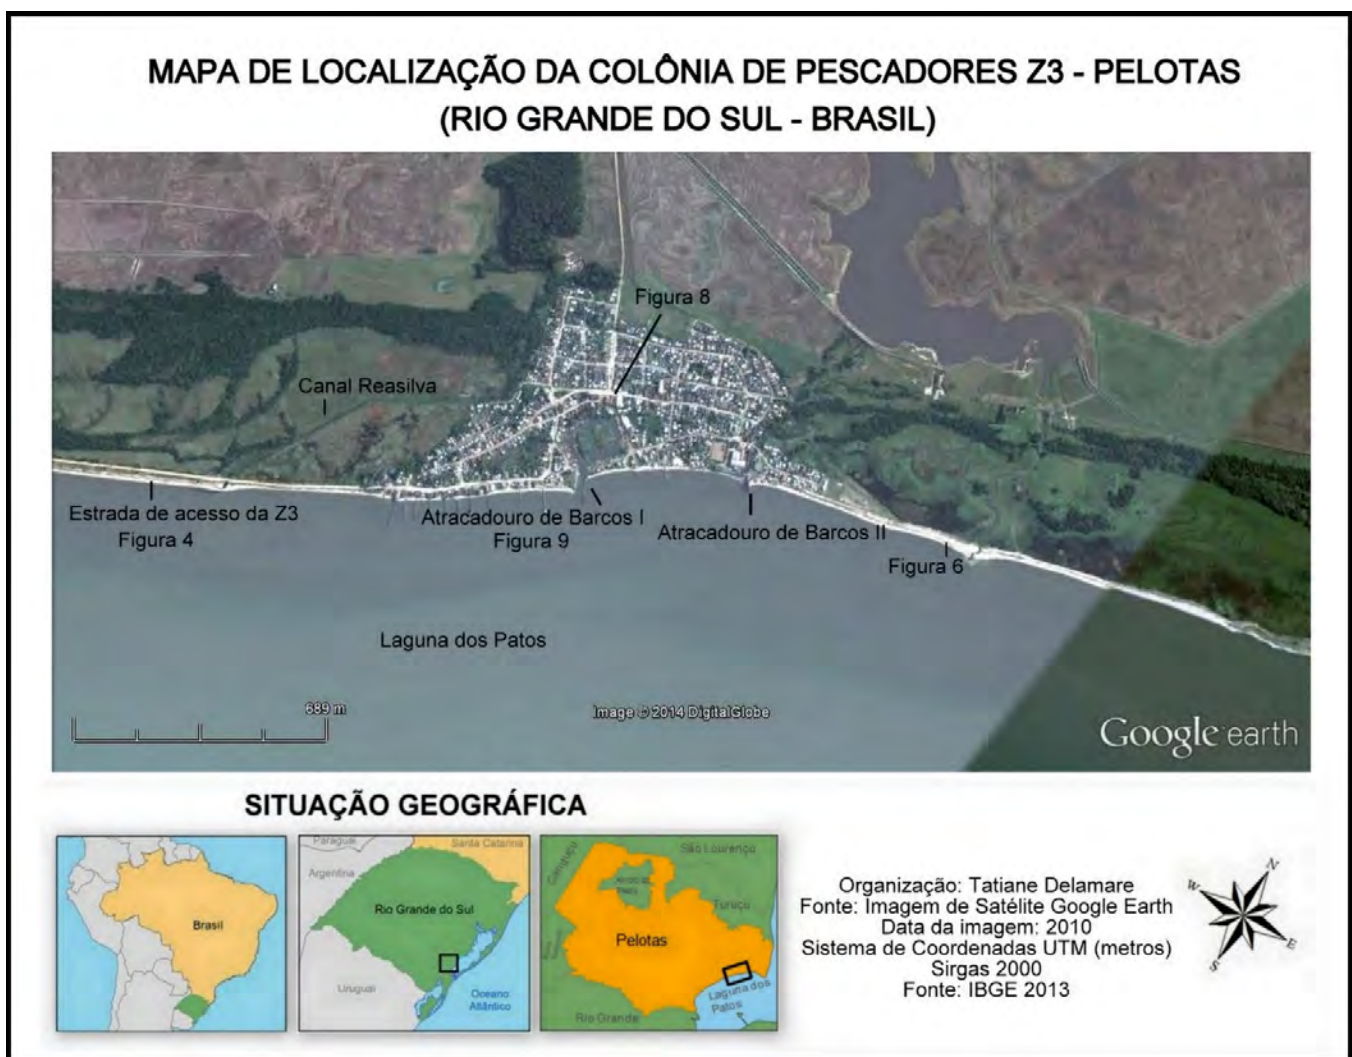 MAPA DE LOCALIZAÇÃO DA COLÔNIA DE PESCADORES Z3 - PELOTAS
(RIO GRANDE DO SUL - BRASIL)
Figura 8
Canal Reasilva
Estrada de acesso da Z3
Figura 4
Atracadouro de Barcos I
Figura 9
Atracadouro de Barcos II
Figura 6
Laguna dos Patos
689 m
Image © 2014 DigitalGlobe
Google earth
SITUAÇÃO GEOGRÁFICA
Brasil
Paraguai
Santa Catarina
Argentina
Rio Grande do Sul
Uruguai
Oceano
Atlântico
Canguçu
São Lourenço
Turuçu
Pelotas
Laguna dos
Patos
Rio Grande
Organização: Tatiane Delamare
Fonte: Imagem de Satélite Google Earth
Data da imagem: 2010
Sistema de Coordenadas UTM (metros)
Sirgas 2000
Fonte: IBGE 2013
N
W
E
S